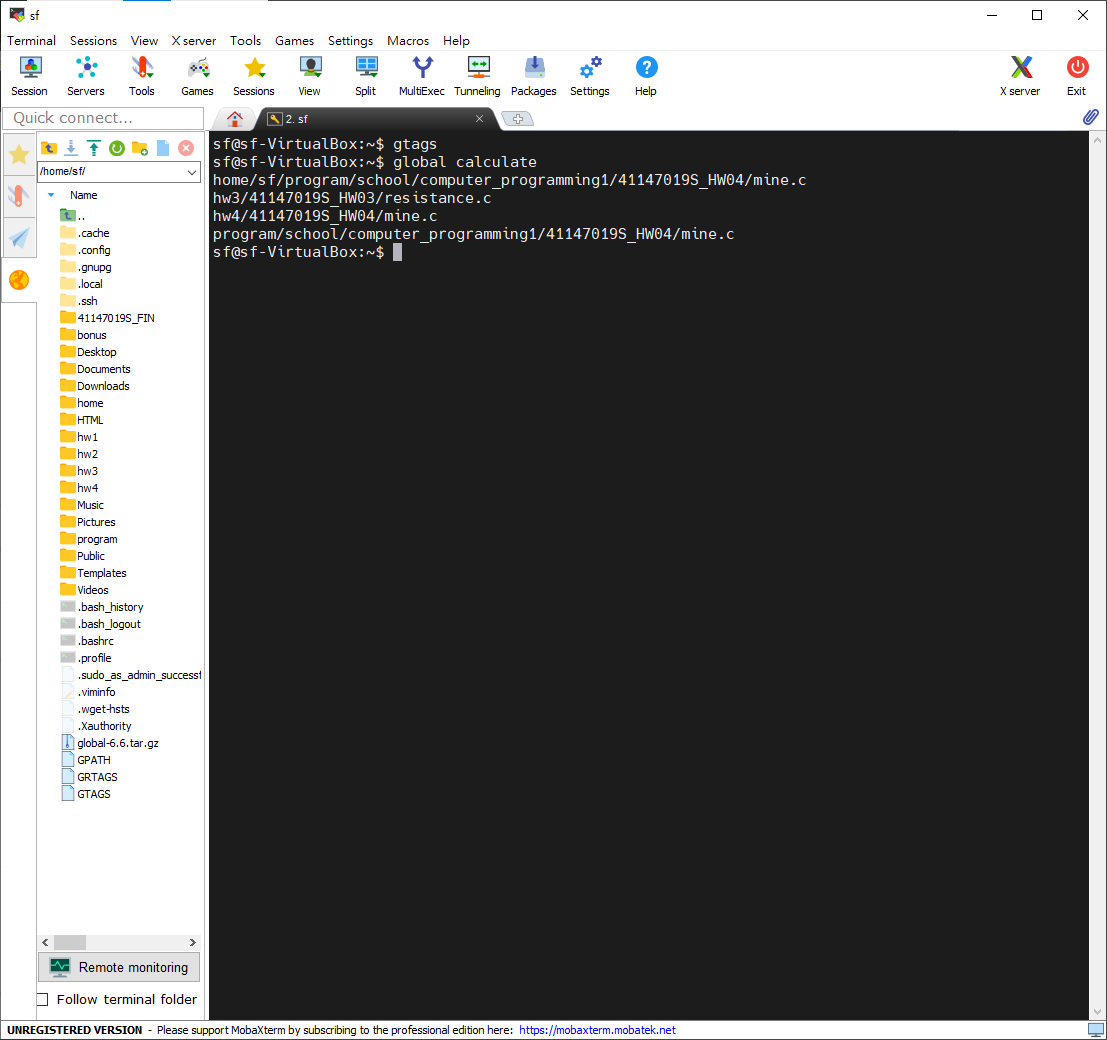 sf
Terminal Sessions View X server Tools Games Settings Macros Help
Session Servers Tools Games Sessions View Split MultiExec Tunneling Packages Settings Help X server Exit
Quick connect...
2. sf
/home/sf/
Name
..
.cache
.config
.gnupg
.local
.ssh
41147019S_FIN
bonus
Desktop
Documents
Downloads
home
HTML
hw1
hw2
hw3
hw4
Music
Pictures
program
Public
Templates
Videos
.bash_history
.bash_logout
.bashrc
.profile
.sudo_as_admin_successf
.viminfo
.wget-hsts
.Xauthority
global-6.6.tar.gz
GPATH
GRTAGS
GTAGS
Remote monitoring
Follow terminal folder
sf@sf-VirtualBox:~$ gtags
sf@sf-VirtualBox:~$ global calculate
home/sf/program/school/computer_programming1/41147019S_HW04/mine.c
hw3/41147019S_HW03/resistance.c
hw4/41147019S_HW04/mine.c
program/school/computer_programming1/41147019S_HW04/mine.c
sf@sf-VirtualBox:~$
UNREGISTERED VERSION - Please support MobaXterm by subscribing to the professional edition here: https://mobaxterm.mobatek.net